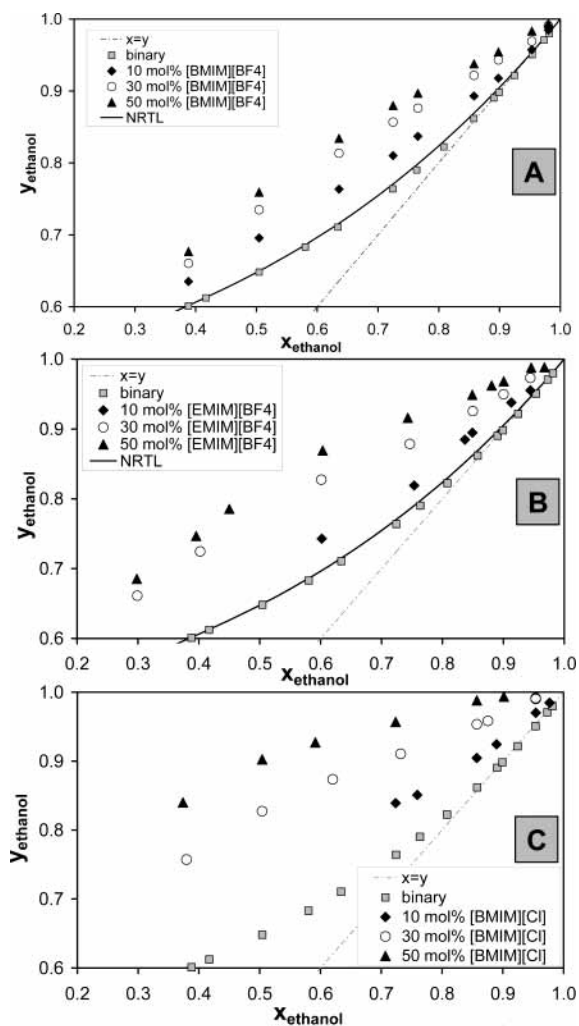 1.0
x=y
binary
10 mol% [BMIM][BF4]
30 mol% [BMIM][BF4]
50 mol% [BMIM][BF4]
NRTL
0.9
0.8
0.7
0.6
yethanol
A
0.2 0.3 0.4 0.5 0.6 0.7 0.8 0.9 1.0
xethanol
1.0
x=y
binary
10 mol% [EMIM][BF4]
30 mol% [EMIM][BF4]
50 mol% [EMIM][BF4]
NRTL
0.9
0.8
0.7
0.6
yethanol
B
0.2 0.3 0.4 0.5 0.6 0.7 0.8 0.9 1.0
xethanol
1.0
0.9
0.8
0.7
0.6
yethanol
C
x=y
binary
10 mol% [BMIM][Cl]
30 mol% [BMIM][Cl]
50 mol% [BMIM][Cl]
0.2 0.3 0.4 0.5 0.6 0.7 0.8 0.9 1.0
xethanol